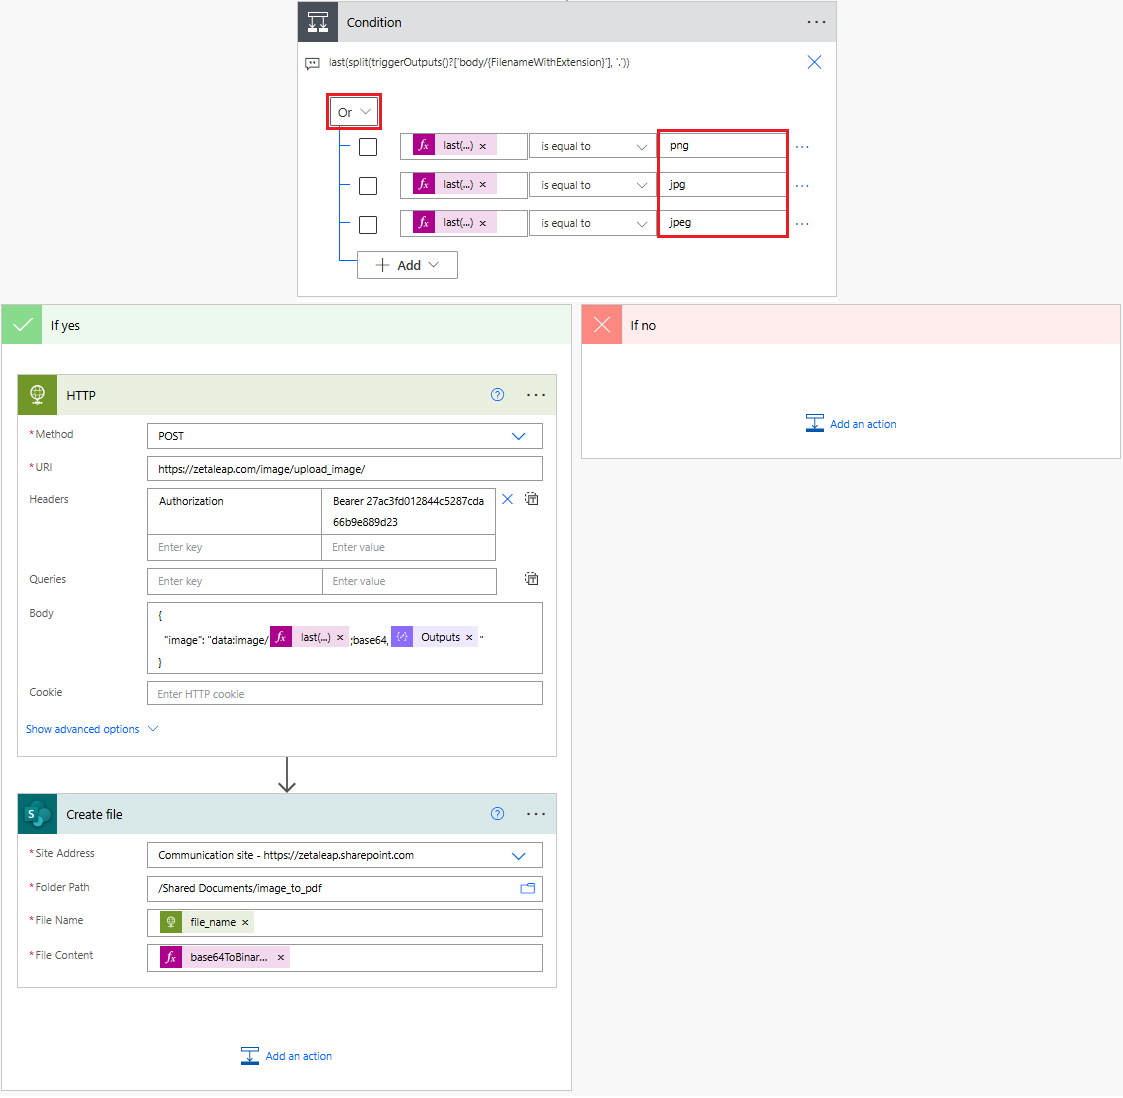 Condition
last(split(triggerOutputs()?['body/{FilenameWithExtension}'], '.'))
Or
last(...) × is equal to png
last(...) × is equal to jpg
last(...) × is equal to jpeg
Add
If yes
If no
Add an action
HTTP
* Method POST
* URI https://zetaleap.com/image/upload_image/
Headers Authorization Bearer 27ac3fd012844c5287cda
66b9e889d23
Enter key Enter value
Queries Enter key Enter value
Body {
"image": "data:image/ fx last(...) × ;base64, Outputs × "
}
Cookie Enter HTTP cookie
Show advanced options
S Create file
* Site Address Communication site - https://zetaleap.sharepoint.com
* Folder Path /Shared Documents/image_to_pdf
* File Name file_name ×
* File Content fx base64ToBinar... ×
Add an action